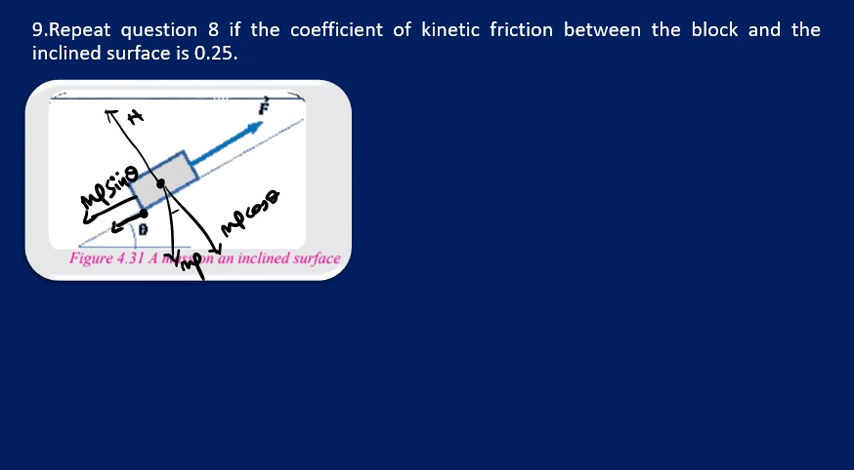 9.Repeat question 8 if the coefficient of kinetic friction between the block and the
inclined surface is 0.25.
N
F
mg sinθ
θ
mg cosθ
mg
Figure 4.31 A mass on an inclined surface